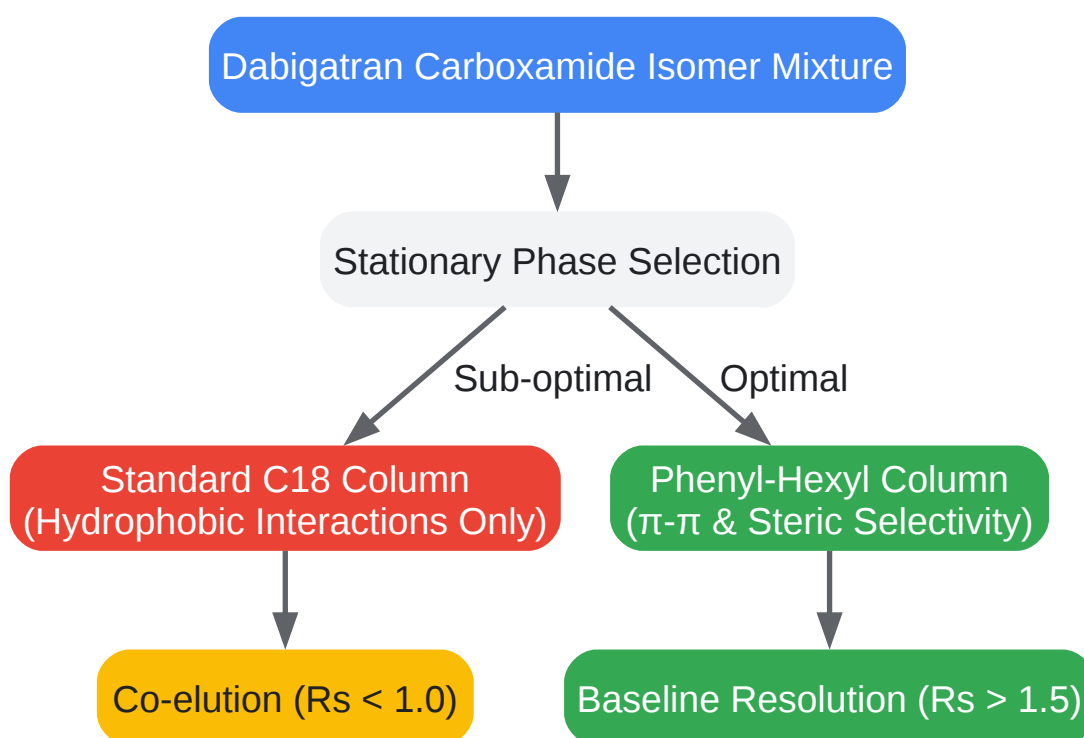 Dabigatran Carboxamide Isomer Mixture
Stationary Phase Selection
Sub-optimal
Optimal
Standard C18 Column
(Hydrophobic Interactions Only)
Phenyl-Hexyl Column
(π-π & Steric Selectivity)
Co-elution (Rs < 1.0)
Baseline Resolution (Rs > 1.5)